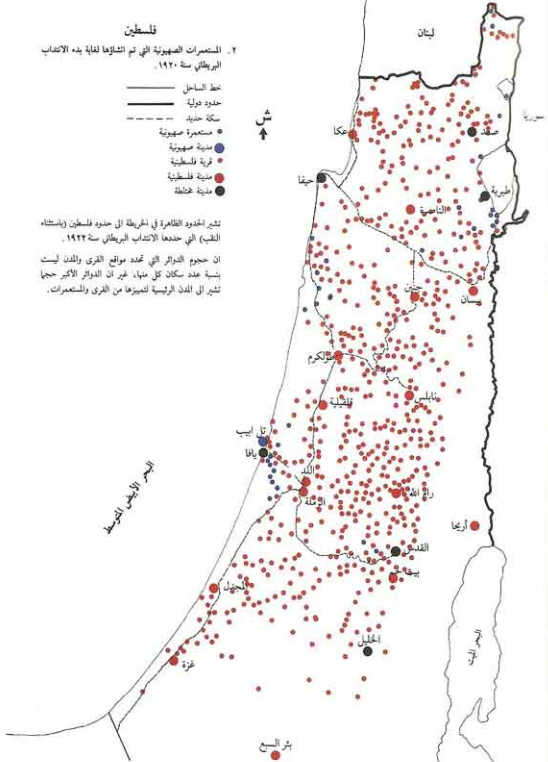 فلسطين
٢. المستعمرات الصهيونية التي تم انشاؤها لغاية بدء الانتداب
البريطاني سنة ١٩٢٠.
خط الساحل
حدود دولية
سكة حديد
مستعمرة صهيونية
مدينة صهيونية
قرية فلسطينية
مدينة فلسطينية
مدينة مختلطة
ش
تشير الحدود الظاهرة في الخريطة الى حدود فلسطين (باستثناء
النقب) التي حددها الانتداب البريطاني سنة ١٩٢٢.
ان حجوم الدوائر التي تحدد مواقع القرى والمدن ليست
بنسبة عدد سكان كل منها، غير ان الدوائر الأكبر حجما
تشير الى المدن الرئيسية لتمييزها من القرى والمستعمرات.
لبنان
سوريا
صفد
عكا
حيفا
طبرية
الناصرة
جنين
بيسان
طولكرم
نابلس
قلقيلية
تل ابيب
يافا
اللد
الرملة
رام الله
أريحا
القدس
بيت لحم
المجدل
الخليل
غزة
بئر السبع
البحر الأبيض المتوسط
البحر الميت